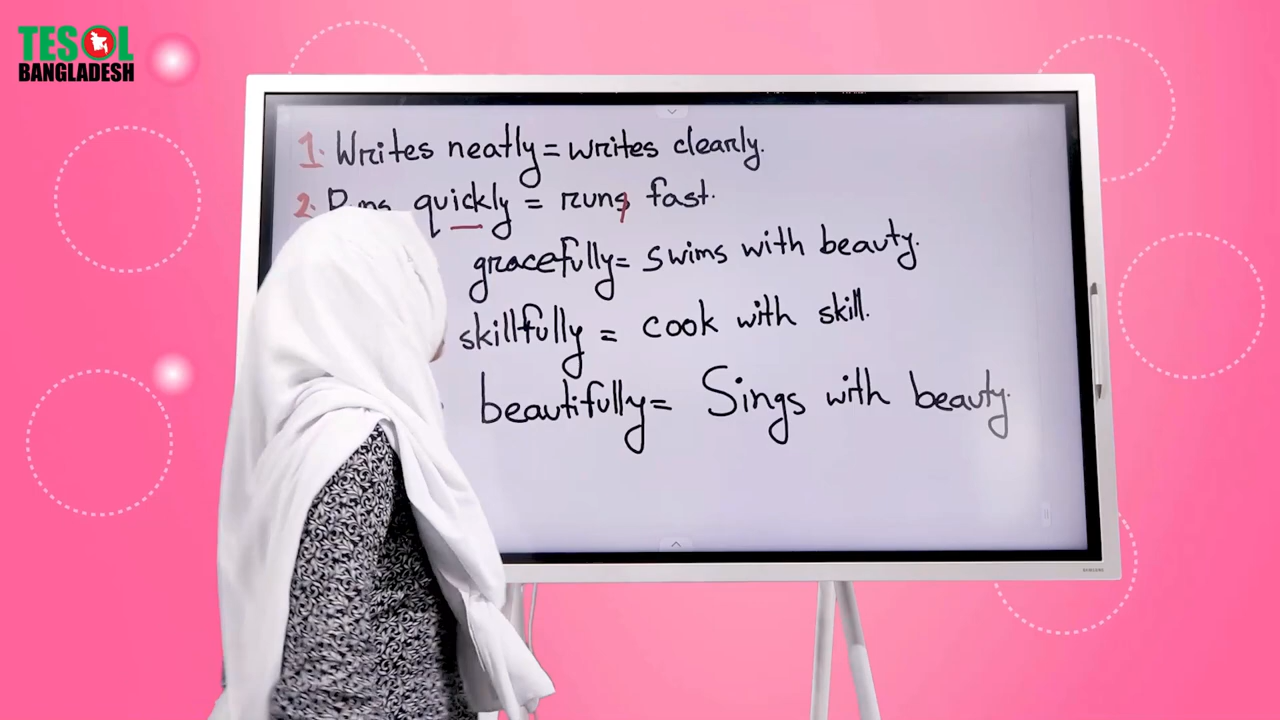 TESOL
BANGLADESH
1. Writes neatly = writes clearly.
2. Runs quickly = runs fast.
gracefully = swims with beauty.
skillfully = cook with skill.
beautifully = Sings with beauty.
SAMSUNG